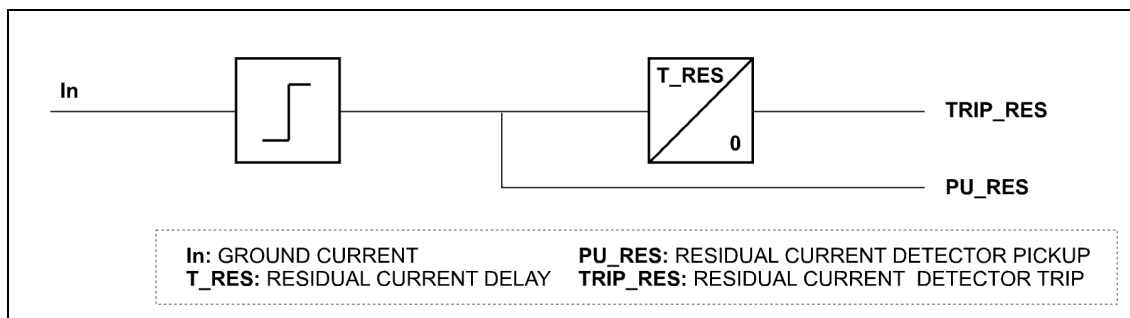 In
T_RES
0
TRIP_RES
PU_RES
In: GROUND CURRENT
PU_RES: RESIDUAL CURRENT DETECTOR PICKUP
T_RES: RESIDUAL CURRENT DELAY
TRIP_RES: RESIDUAL CURRENT DETECTOR TRIP